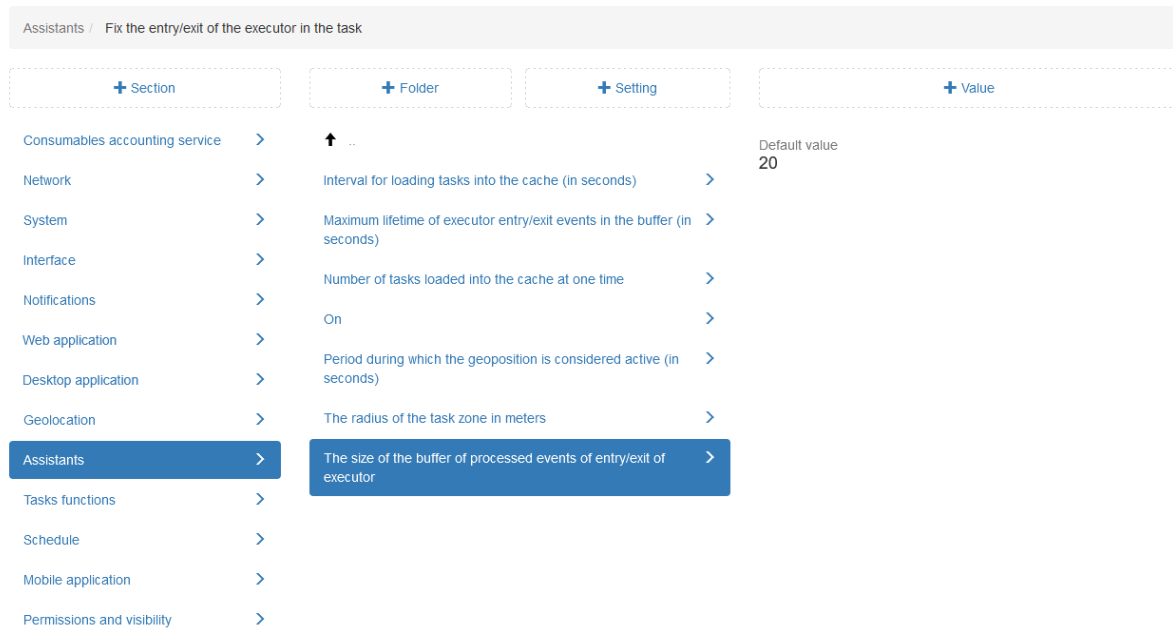 Assistants / Fix the entry/exit of the executor in the task
+ Section
+ Folder
+ Setting
+ Value
Consumables accounting service
Network
System
Interface
Notifications
Web application
Desktop application
Geolocation
Assistants
Tasks functions
Schedule
Mobile application
Permissions and visibility
..
Interval for loading tasks into the cache (in seconds)
Maximum lifetime of executor entry/exit events in the buffer (in
seconds)
Number of tasks loaded into the cache at one time
On
Period during which the geoposition is considered active (in
seconds)
The radius of the task zone in meters
The size of the buffer of processed events of entry/exit of
executor
Default value
20